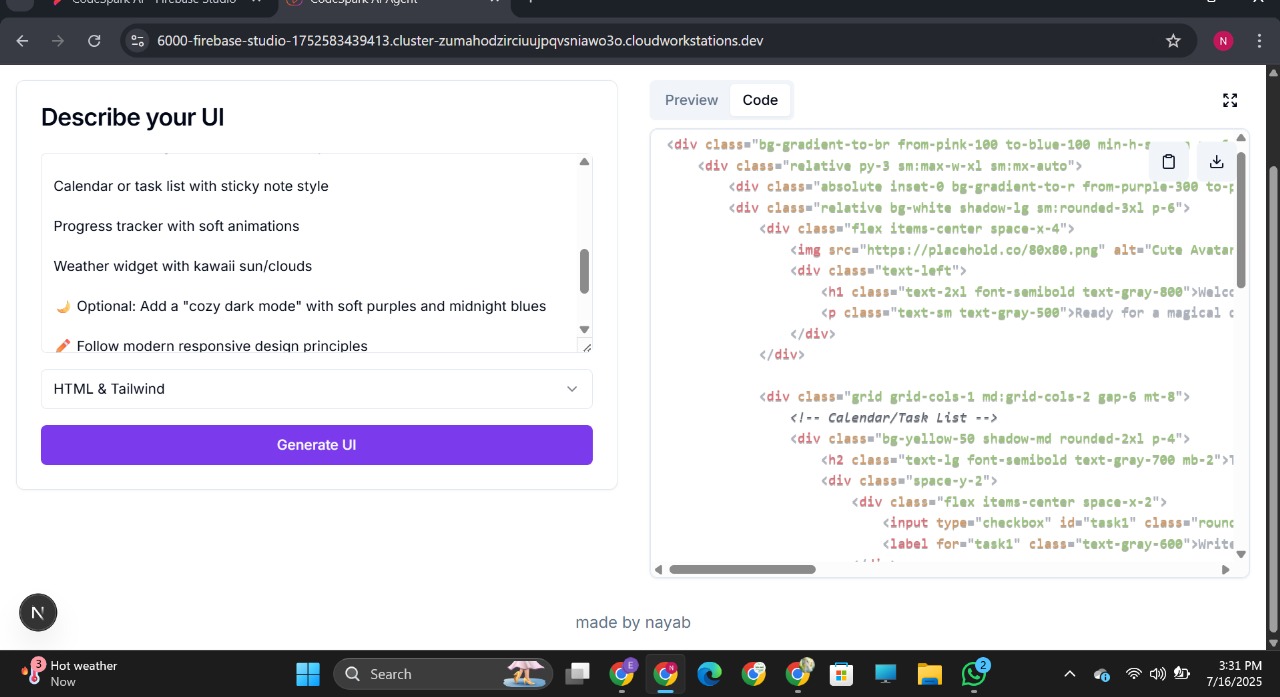 CodeSpark AI - Firebase Studio
CodeSpark AI Agent
6000-firebase-studio-1752583439413.cluster-zumahodzirciuujpqvsniawo3o.cloudworkstations.dev
N
Describe your UI
Calendar or task list with sticky note style
Progress tracker with soft animations
Weather widget with kawaii sun/clouds
🌙 Optional: Add a "cozy dark mode" with soft purples and midnight blues
Follow modern responsive design principles
HTML & Tailwind
Generate UI
Preview
Code
<div class="bg-gradient-to-br from-pink-100 to-blue-100 min-h-s
<div class="relative py-3 sm:max-w-xl sm:mx-auto">
<div class="absolute inset-0 bg-gradient-to-r from-purple-300 to-p
<div class="relative bg-white shadow-lg sm:rounded-3xl p-6">
<div class="flex items-center space-x-4">
<img src="https://placehold.co/80x80.png" alt="Cute Avatar
<div class="text-left">
<h1 class="text-2xl font-semibold text-gray-800">Welco
<p class="text-sm text-gray-500">Ready for a magical d
</div>
</div>
<div class="grid grid-cols-1 md:grid-cols-2 gap-6 mt-8">
<!-- Calendar/Task List -->
<div class="bg-yellow-50 shadow-md rounded-2xl p-4">
<h2 class="text-lg font-semibold text-gray-700 mb-2">T
<div class="space-y-2">
<div class="flex items-center space-x-2">
<input type="checkbox" id="task1" class="round
<label for="task1" class="text-gray-600">Write
N
made by nayab
3
Hot weather
Now
Search
E
N
2
3:31 PM
7/16/2025